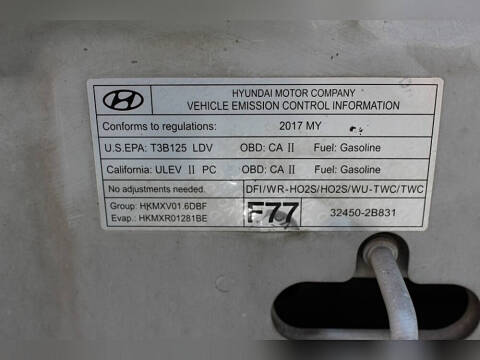 HYUNDAI MOTOR COMPANY
VEHICLE EMISSION CONTROL INFORMATION
Conforms to regulations: 2017 MY
U.S.EPA: T3B125 LDV OBD: CA II Fuel: Gasoline
California: ULEV II PC OBD: CA II Fuel: Gasoline
No adjustments needed. DFI/WR-HO2S/HO2S/WU-TWC/TWC
Group: HKMXV01.6DBF
Evap.: HKMXR01281BE
F77 32450-2B831